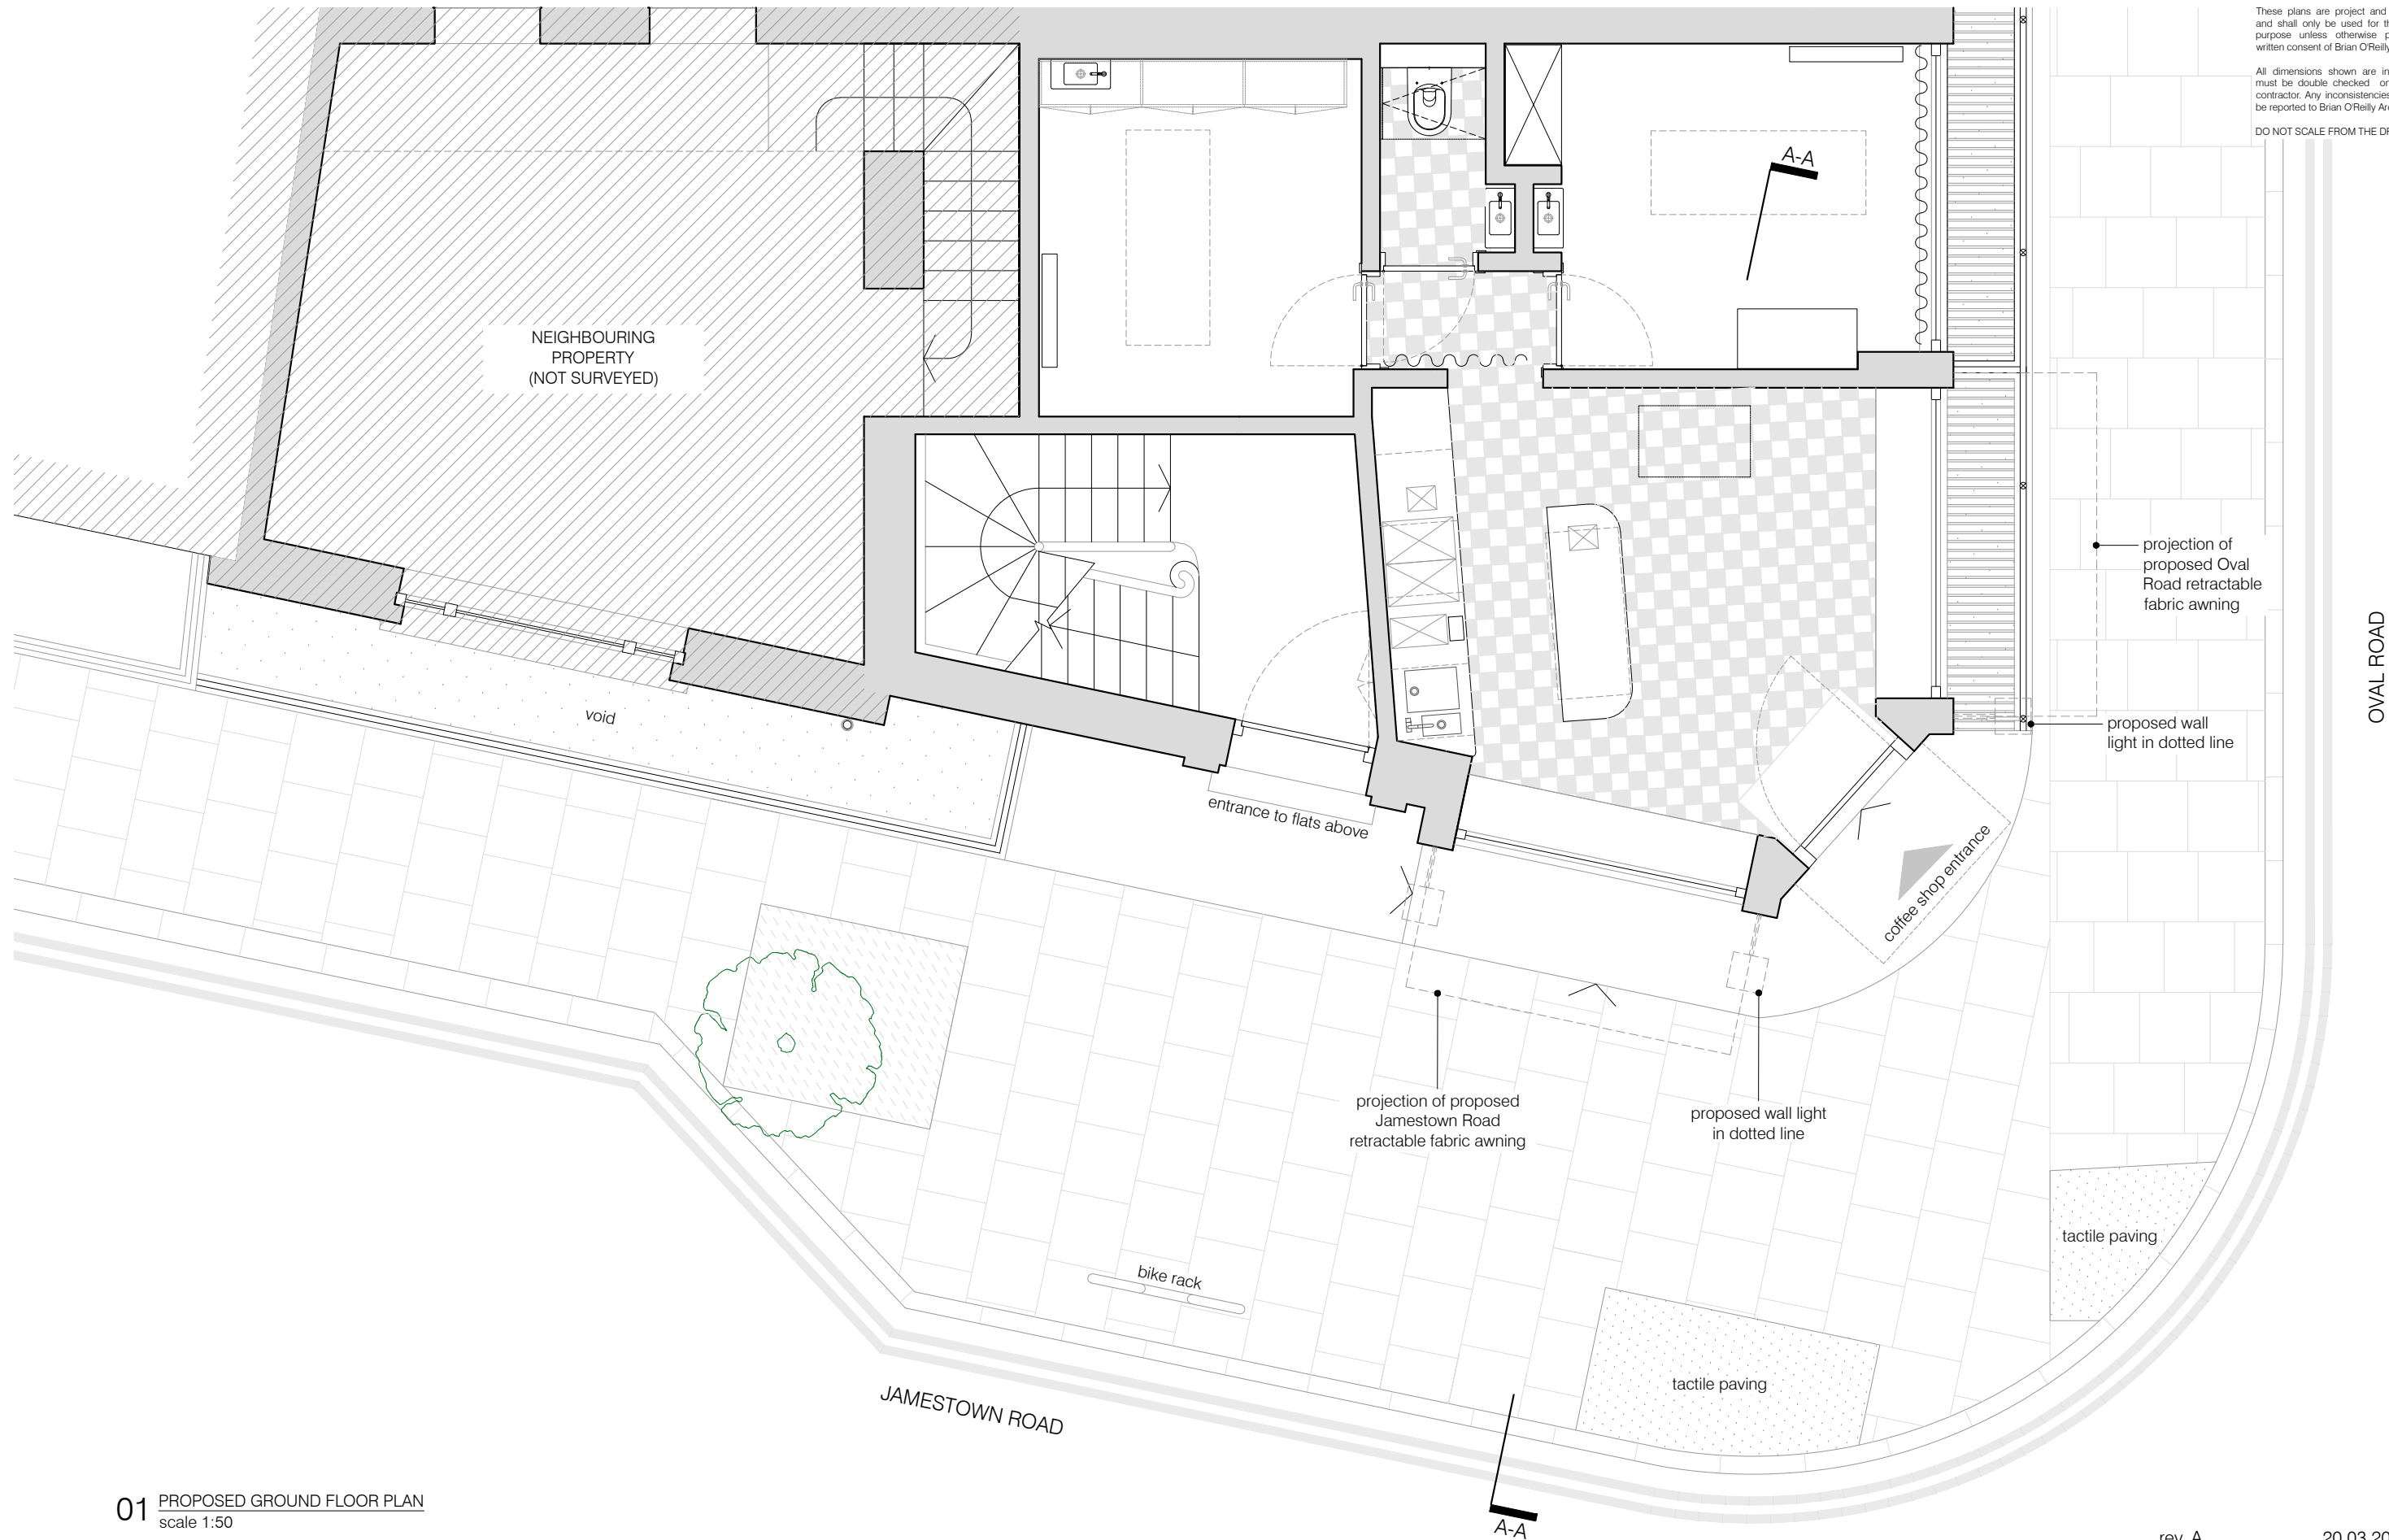 These plans are project and
and shall only be used for
purpose unless otherwise
written consent of Brian O'Reilly
All dimensions shown are in
must be double checked
contractor. Any inconsistencies
be reported to Brian O'Reilly
DO NOT SCALE FROM THE
A-A
NEIGHBOURING
PROPERTY
(NOT SURVEYED)
projection of
proposed Oval
Road retractable
fabric awning
OVAL ROAD
void
proposed wall
light in dotted line
entrance to flats above
coffee shop entrance
projection of proposed
Jamestown Road
retractable fabric awning
proposed wall light
in dotted line
tactile paving
bike rack
tactile paving
JAMESTOWN ROAD
01 PROPOSED GROUND FLOOR PLAN
scale 1:50
A-A
rev A
20.03.20